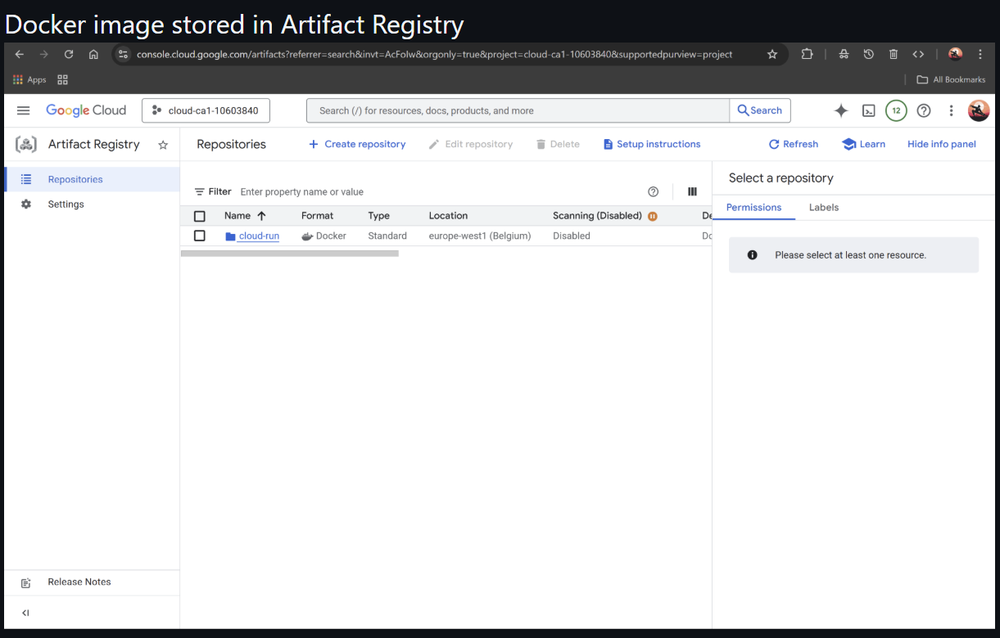 Docker image stored in Artifact Registry
console.cloud.google.com/artifacts?referrer=search&invt=AcFolw&orgonly=true&project=cloud-ca1-10603840&supportedpurview=project
Apps
All Bookmarks
Google Cloud
cloud-ca1-10603840
Search (/) for resources, docs, products, and more
Search
12
Artifact Registry
Repositories
Create repository
Edit repository
Delete
Setup instructions
Refresh
Learn
Hide info panel
Repositories
Settings
Filter
Enter property name or value
Name Format Type Location Scanning (Disabled) De
cloud-run Docker Standard europe-west1 (Belgium) Disabled Do
Select a repository
Permissions
Labels
Please select at least one resource.
Release Notes